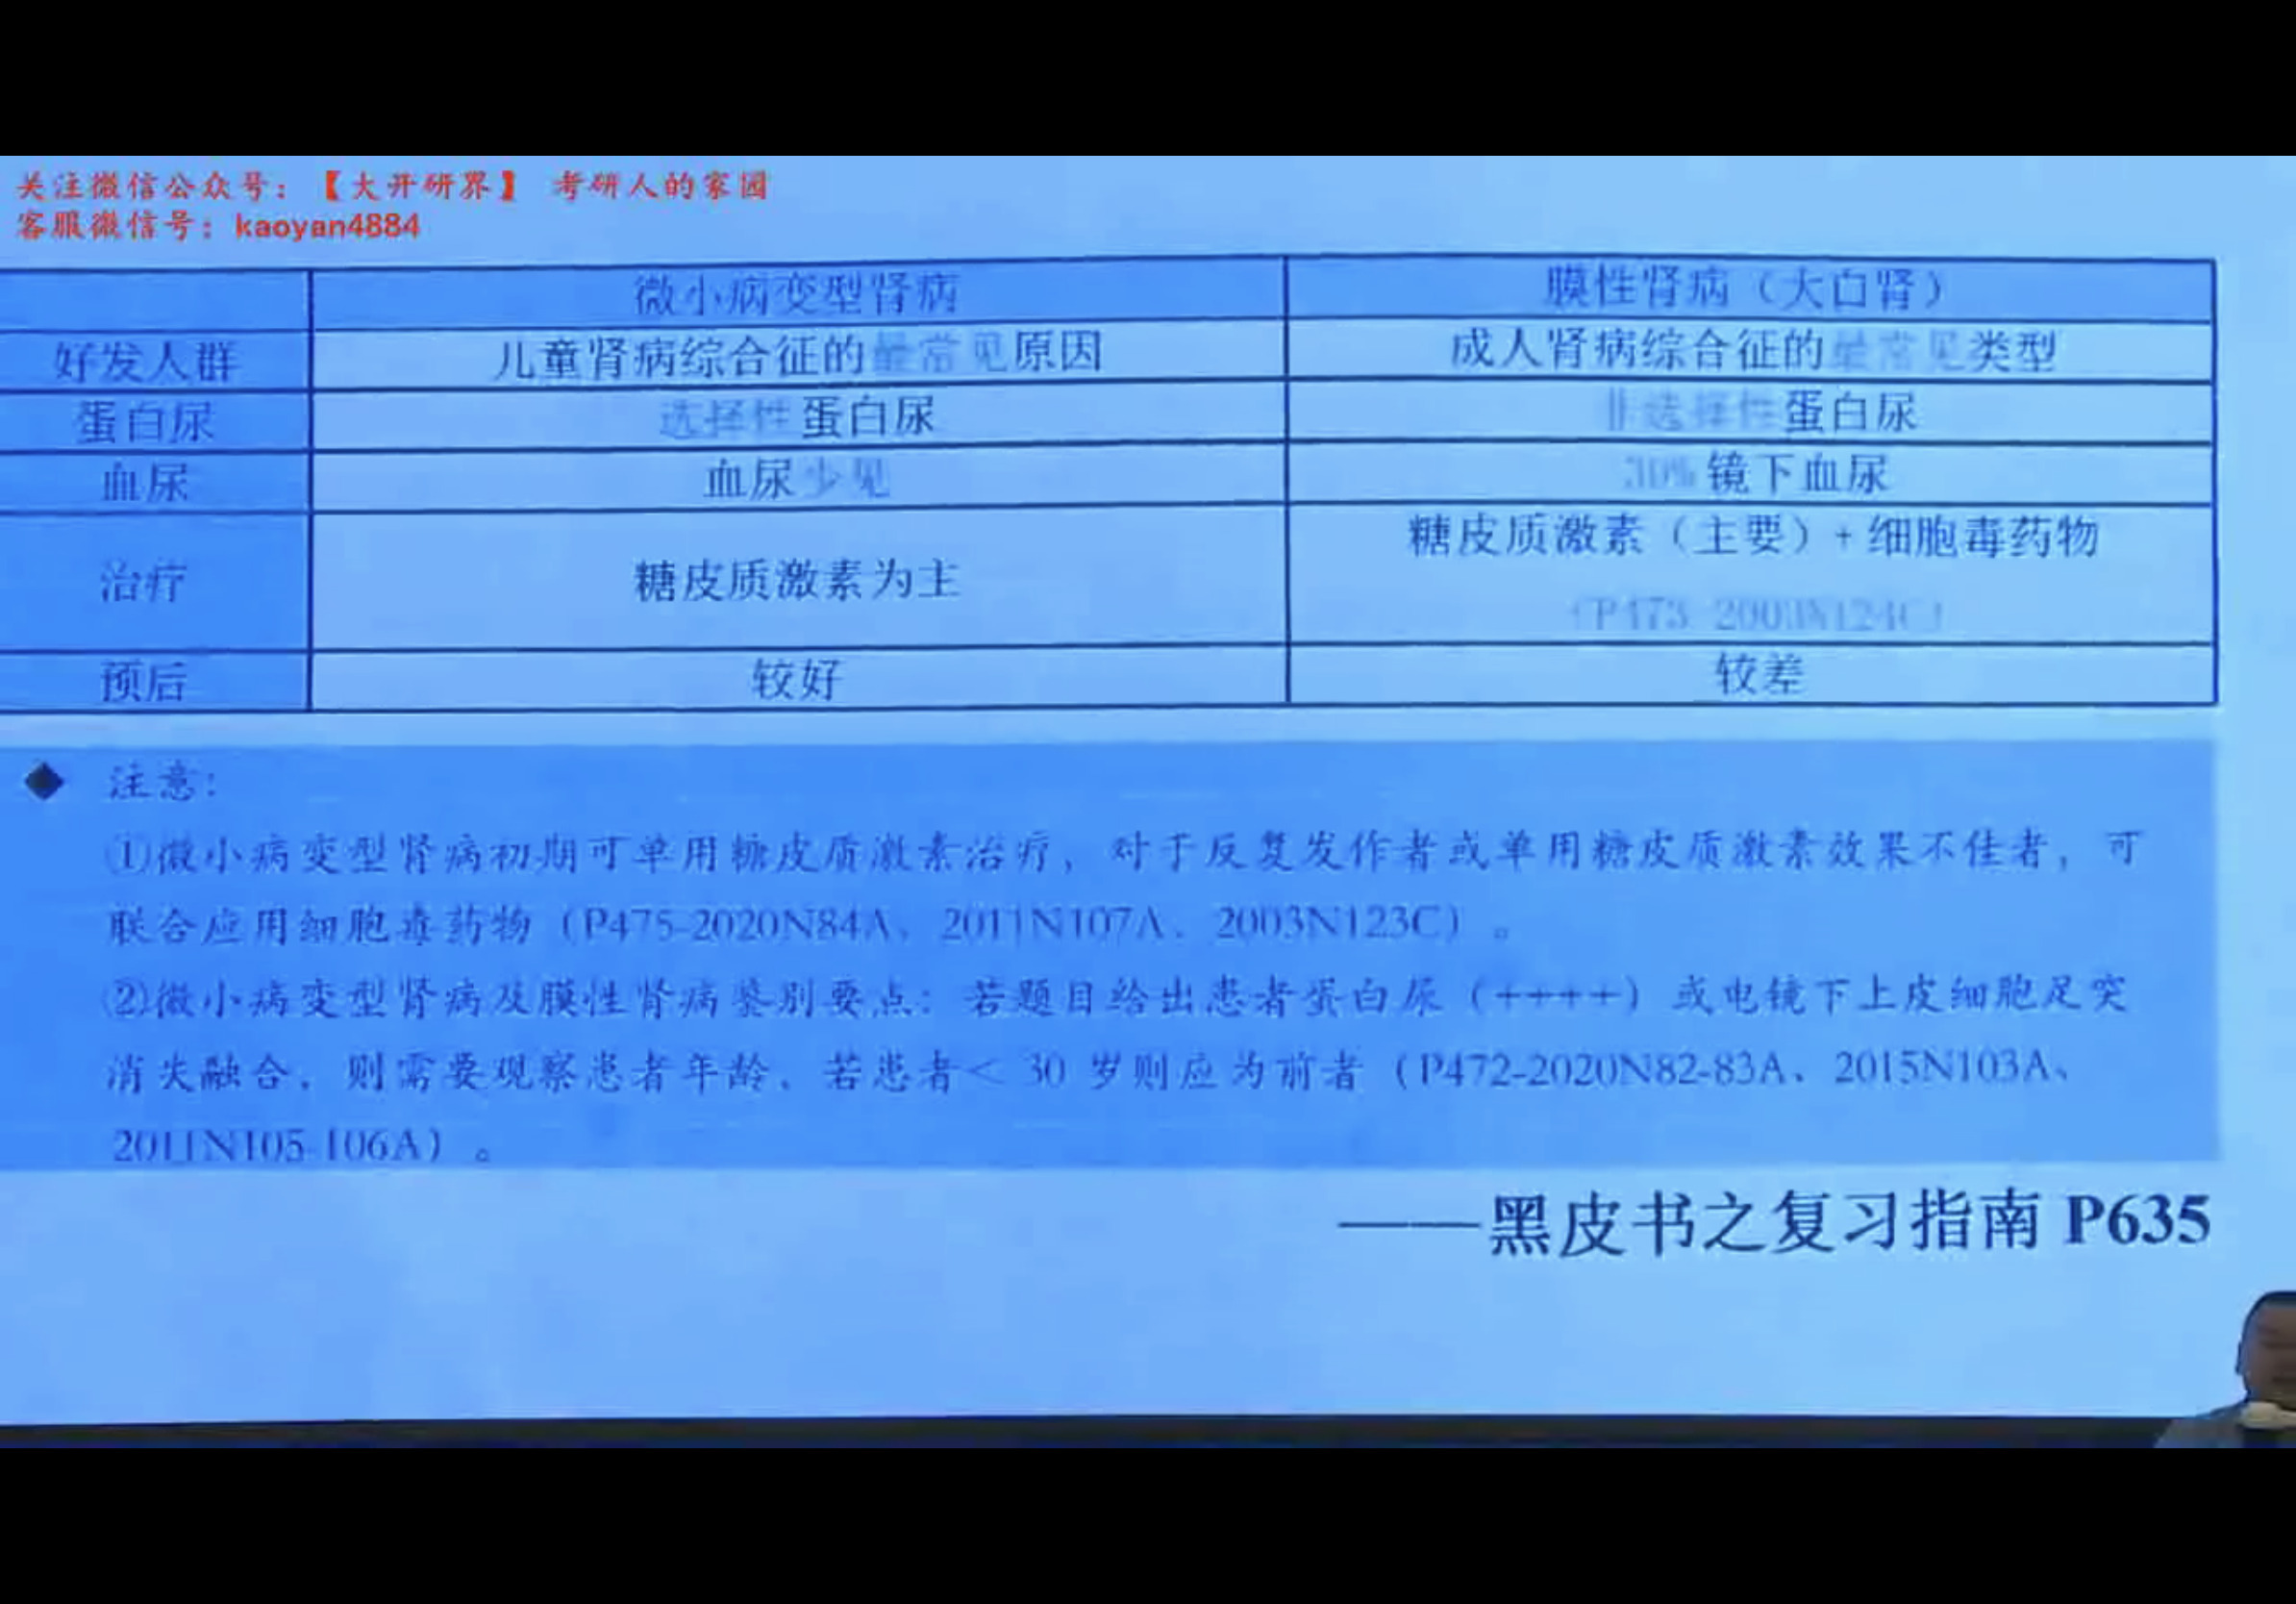 关注微信公众号：【大开研界】 考研人的家园
客服微信号：kaoyan4884
微小病变型肾病 膜性肾病（大白肾）
好发人群 儿童肾病综合征的最常见原因 成人肾病综合征的最常见类型
蛋白尿 选择性蛋白尿 非选择性蛋白尿
血尿 血尿少见 30%镜下血尿
治疗 糖皮质激素为主 糖皮质激素（主要）+细胞毒药物
预后 较好 较差
◆ 注意：
①微小病变型肾病初期可单用糖皮质激素治疗，对于反复发作者或单用糖皮质激素效果不佳者，可
联合应用细胞毒药物（P475-2020N84A、2011N107A、2003N123C）。
②微小病变型肾病及膜性肾病鉴别要点：若题目给出患者蛋白尿（++++）或电镜下上皮细胞足突
消失融合，则需要观察患者年龄，若患者＜30 岁则应为前者（P472-2020N82-83A、2015N103A、
2011N105-106A）。
——黑皮书之复习指南 P635